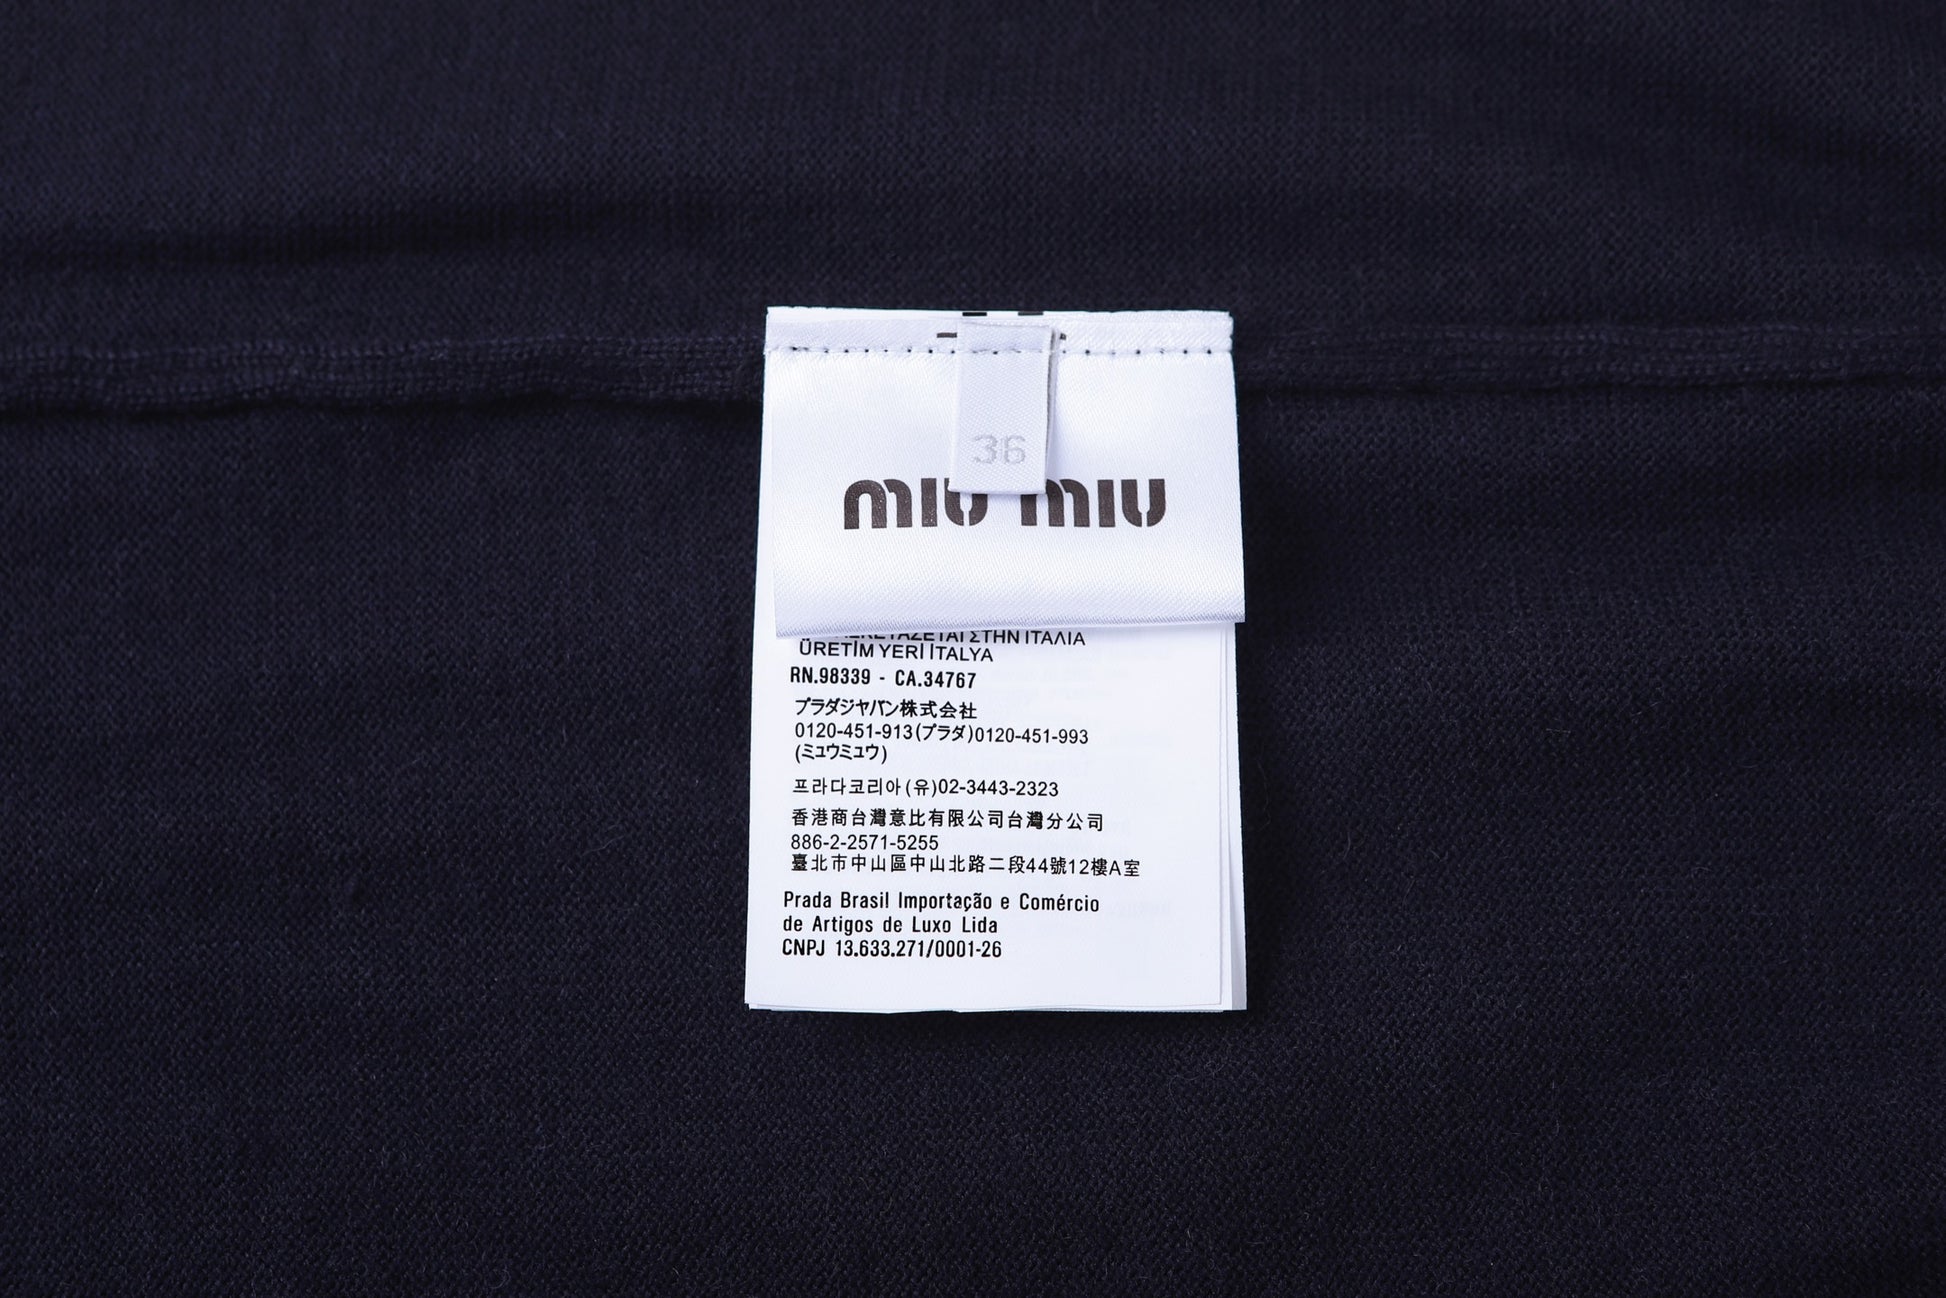 36
miu miu
ΣΤΗΝ ΙΤΑΛΙΑ
ÜRETİM YERİ İTALYA
RN.98339 - CA.34767
プラダジャパン株式会社
0120-451-913(プラダ)0120-451-993
(ミュウミュウ)
프라다코리아(유)02-3443-2323
香港商台灣意比有限公司台灣分公司
886-2-2571-5255
臺北市中山區中山北路二段44號12樓A室
Prada Brasil Importação e Comércio
de Artigos de Luxo Lida
CNPJ 13.633.271/0001-26